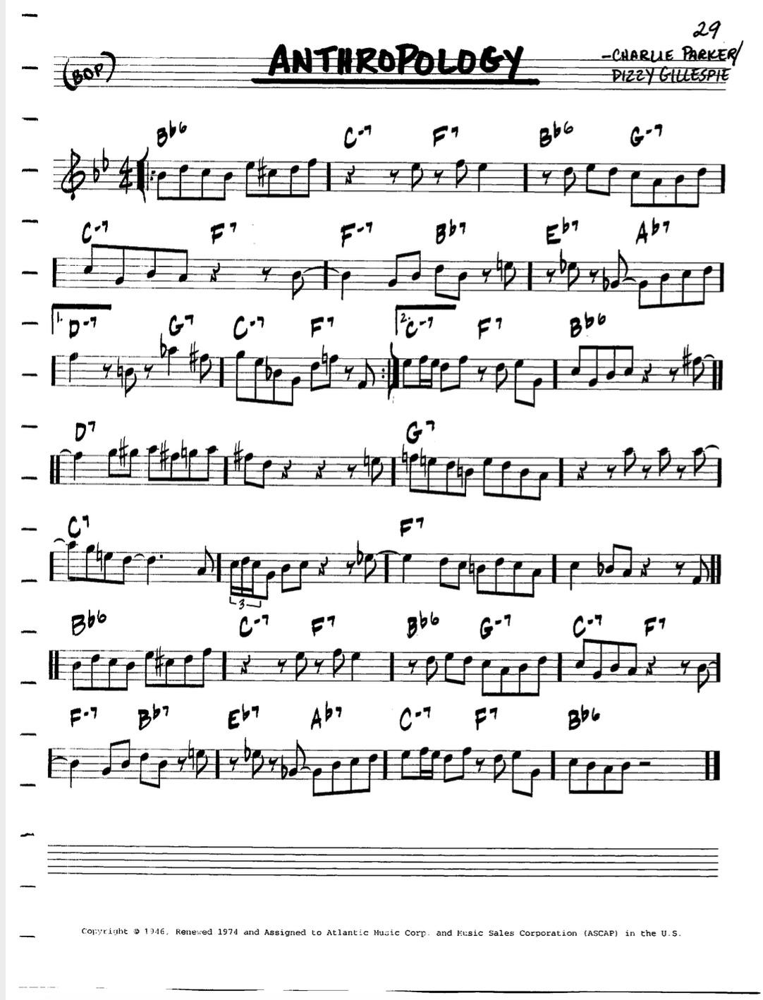 29
(BOP) ANTHROPOLOGY -CHARLIE PARKER/
DIZZY GILLESPIE
B♭6 C-7 F7 B♭6 G-7
4/4
C-7 F7 F-7 B♭7 E♭7 A♭7
1. D-7 G7 C-7 F7 2. C-7 F7 B♭6
D7 G7
C7 F7
3
B♭6 C-7 F7 B♭6 G-7 C-7 F7
F-7 B♭7 E♭7 A♭7 C-7 F7 B♭6
Copyright © 1946, Renewed 1974 and Assigned to Atlantic Music Corp. and Music Sales Corporation (ASCAP) in the U.S.